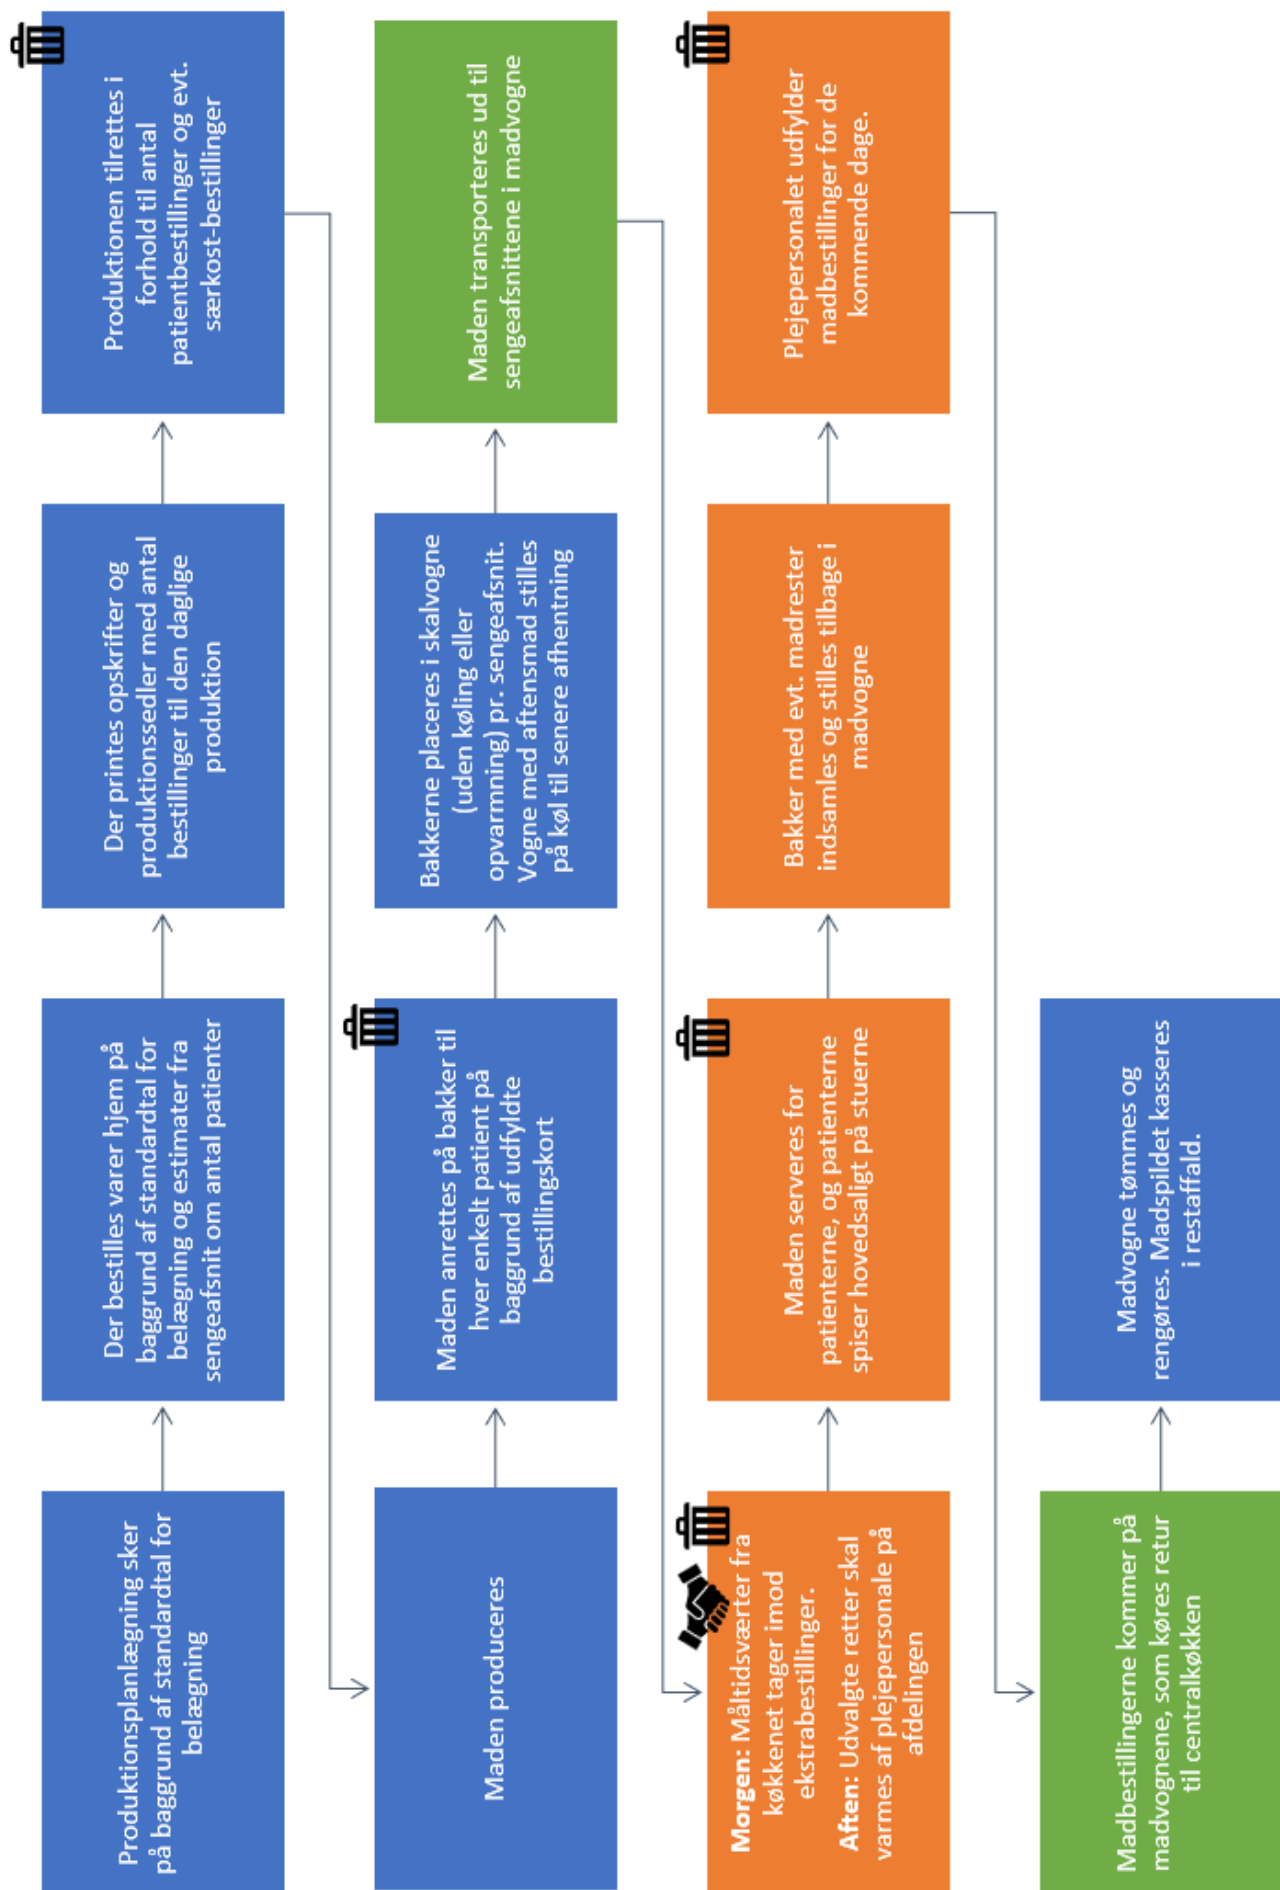 Produktionsplanlægning sker
på baggrund af standardtal for
belægning
Der bestilles varer hjem på
baggrund af standardtal for
belægning og estimater fra
sengeafsnit om antal patienter
Der printes opskrifter og
produktionssedler med antal
bestillinger til den daglige
produktion
Produktionen tilrettes i
forhold til antal
patientbestillinger og evt.
særkost-bestillinger
Maden produceres
Maden anrettes på bakker til
hver enkelt patient på
baggrund af udfyldte
bestillingskort
Bakkerne placeres i skalvogne
(uden køling eller
opvarmning) pr. sengeafsnit.
Vogne med aftensmad stilles
på køl til senere afhentning
Maden transporteres ud til
sengeafsnittene i madvogne
Morgen: Måltidsværter fra
køkkenet tager imod
ekstrabestillinger.
Aften: Udvalgte retter skal
varmes af plejepersonale på
afdelingen
Maden serveres for
patienterne, og patienterne
spiser hovedsaligt på stuerne
Bakker med evt. madrester
indsamles og stilles tilbage i
madvogne
Plejepersonalet udfylder
madbestillinger for de
kommende dage.
Madbestillingerne kommer på
madvognene, som køres retur
til centralkøkken
Madvogne tømmes og
rengøres. Madspildet kasseres
i restaffald.